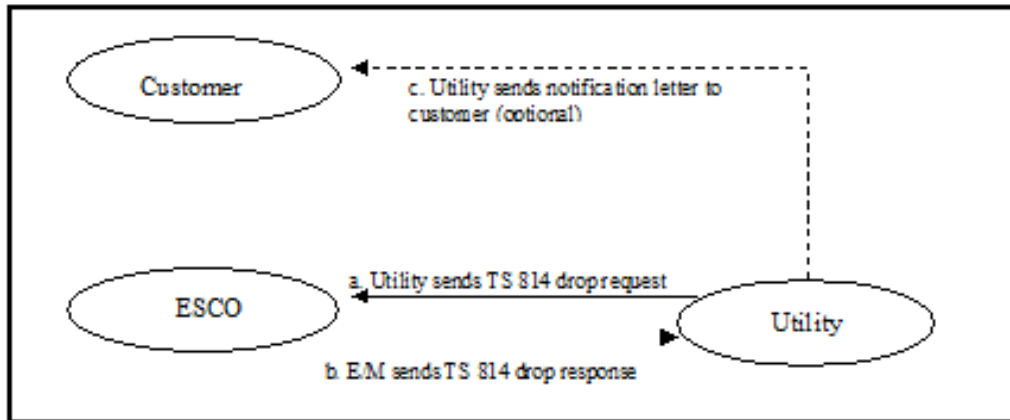 Customer
c. Utility sends notification letter to
customer (optional)
a. Utility sends TS 814 drop request
ESCO
Utility
b. E/M sends TS 814 drop response